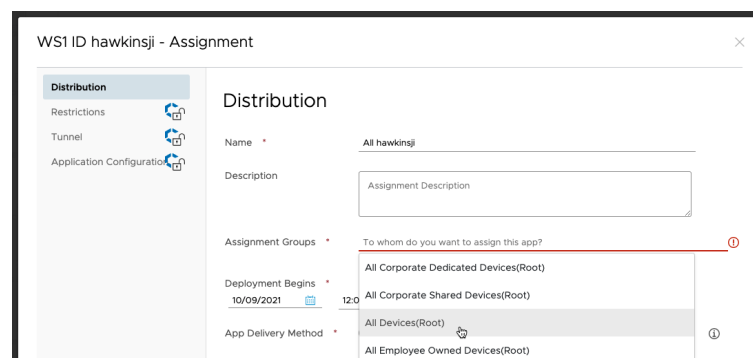 WS1 ID hawkinsji - Assignment
Distribution
Restrictions
Tunnel
Application Configuration
Distribution
Name *
All hawkinsji
Description
Assignment Description
Assignment Groups *
To whom do you want to assign this app?
All Corporate Dedicated Devices(Root)
All Corporate Shared Devices(Root)
All Devices(Root)
All Employee Owned Devices(Root)
Deployment Begins *
10/09/2021
12:0
App Delivery Method *